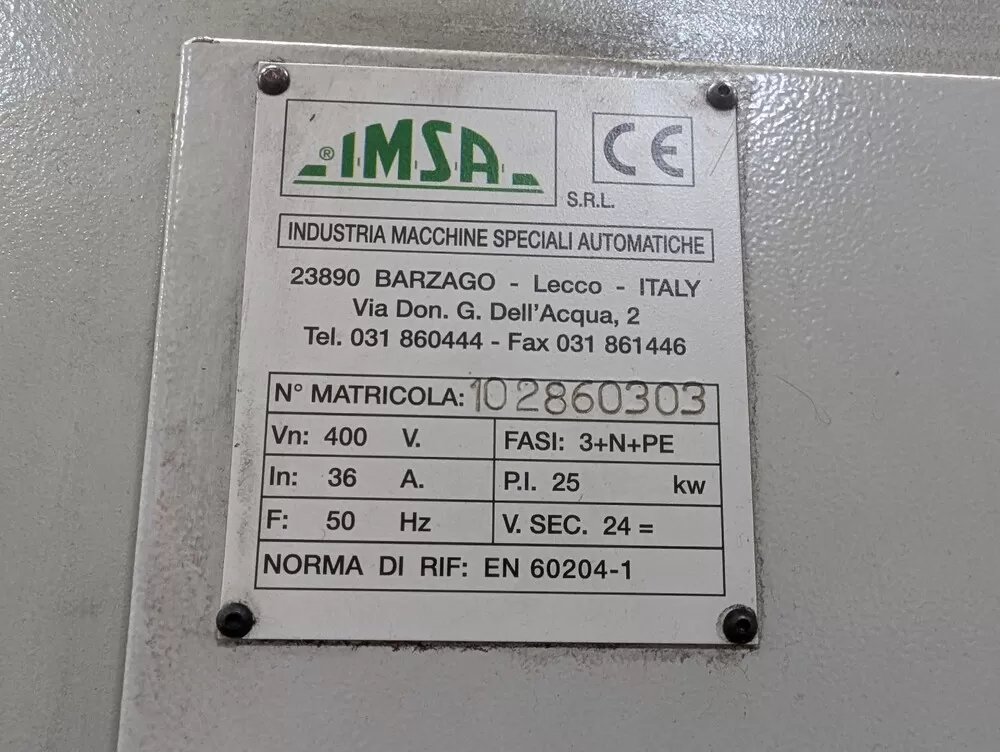 ® I.M.S.A.
CE
S.R.L.
INDUSTRIA MACCHINE SPECIALI AUTOMATICHE
23890 BARZAGO - Lecco - ITALY
Via Don. G. Dell'Acqua, 2
Tel. 031 860444 - Fax 031 861446
N° MATRICOLA: 102860303
Vn: 400 V. FASI: 3+N+PE
In: 36 A. P.I. 25 kw
F: 50 Hz V. SEC. 24 =
NORMA DI RIF: EN 60204-1